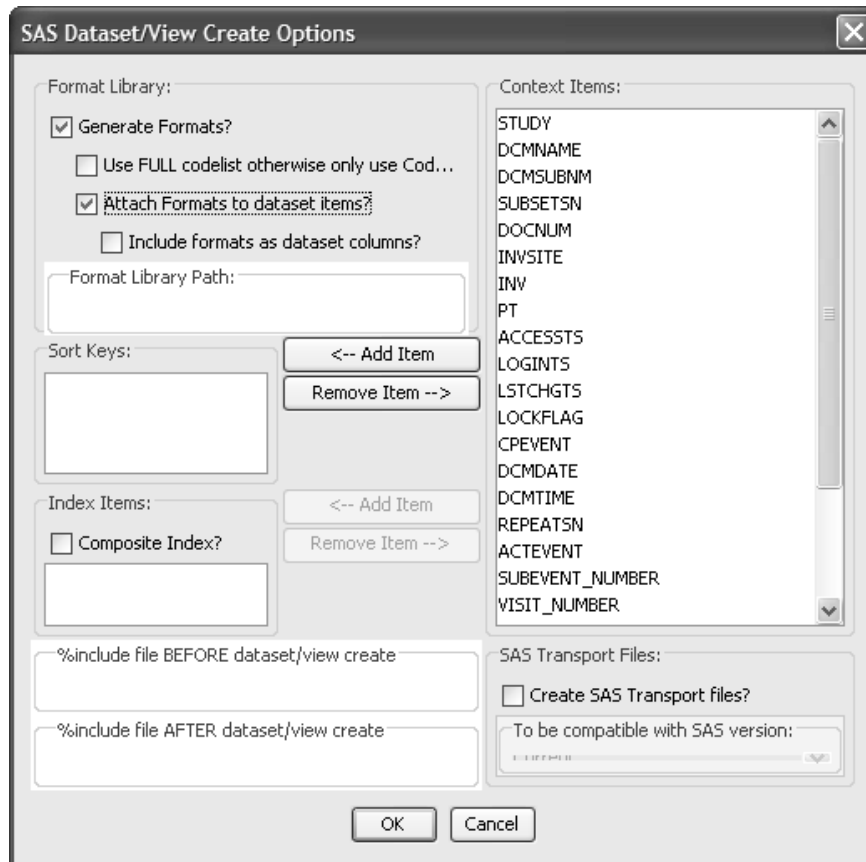 SAS Dataset/View Create Options
Format Library:
Generate Formats?
Use FULL codelist otherwise only use Cod...
Attach Formats to dataset items?
Include formats as dataset columns?
Format Library Path:
Sort Keys:
<-- Add Item
Remove Item -->
Index Items:
Composite Index?
<-- Add Item
Remove Item -->
%include file BEFORE dataset/view create
%include file AFTER dataset/view create
Context Items:
STUDY
DCMNAME
DCMSUBNM
SUBSETSN
DOCNUM
INVSITE
INV
PT
ACCESSTS
LOGINTS
LSTCHGTS
LOCKFLAG
CPEVENT
DCMDATE
DCMTIME
REPEATSN
ACTEVENT
SUBEVENT_NUMBER
VISIT_NUMBER
SAS Transport Files:
Create SAS Transport files?
To be compatible with SAS version:
OK
Cancel